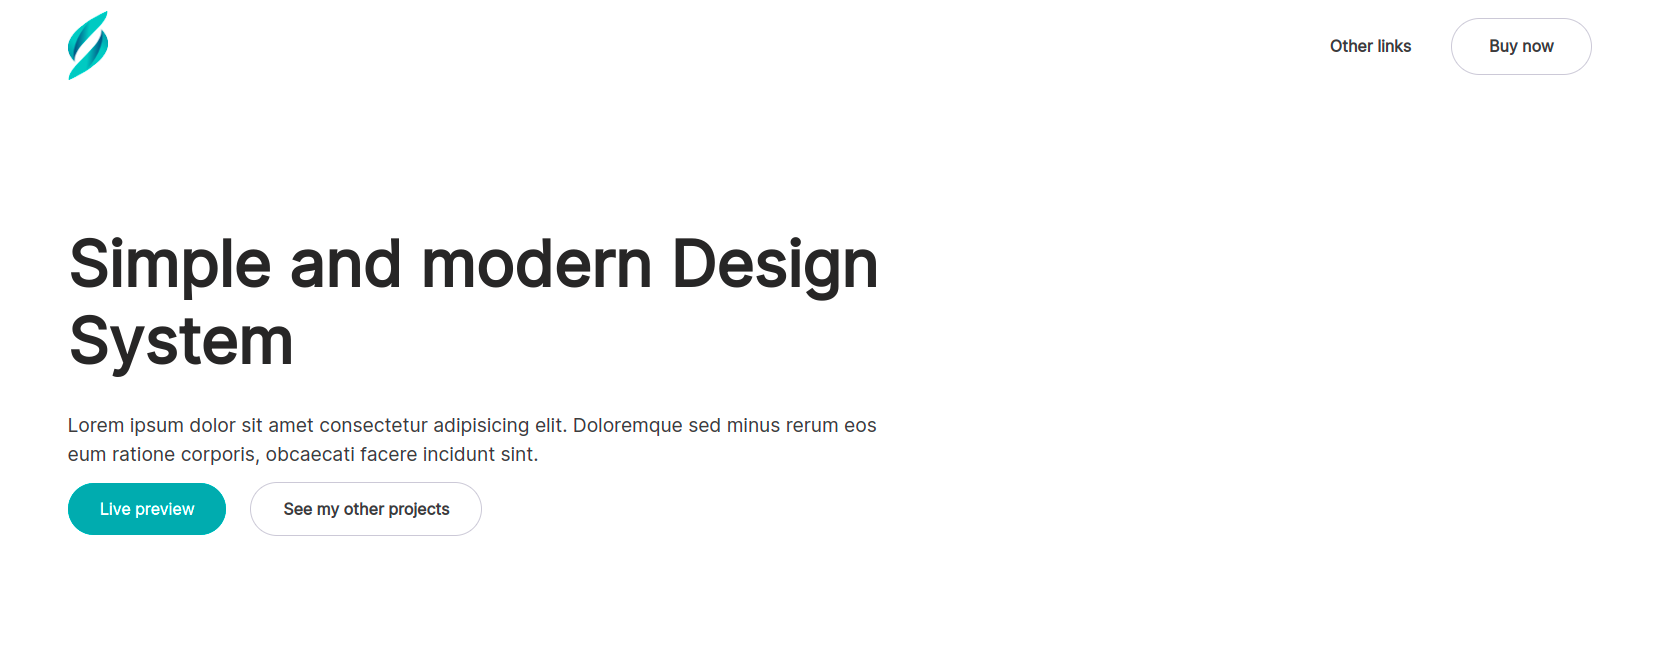 Other links
Buy now
Simple and modern Design
System
Lorem ipsum dolor sit amet consectetur adipisicing elit. Doloremque sed minus rerum eos
eum ratione corporis, obcaecati facere incidunt sint.
Live preview
See my other projects